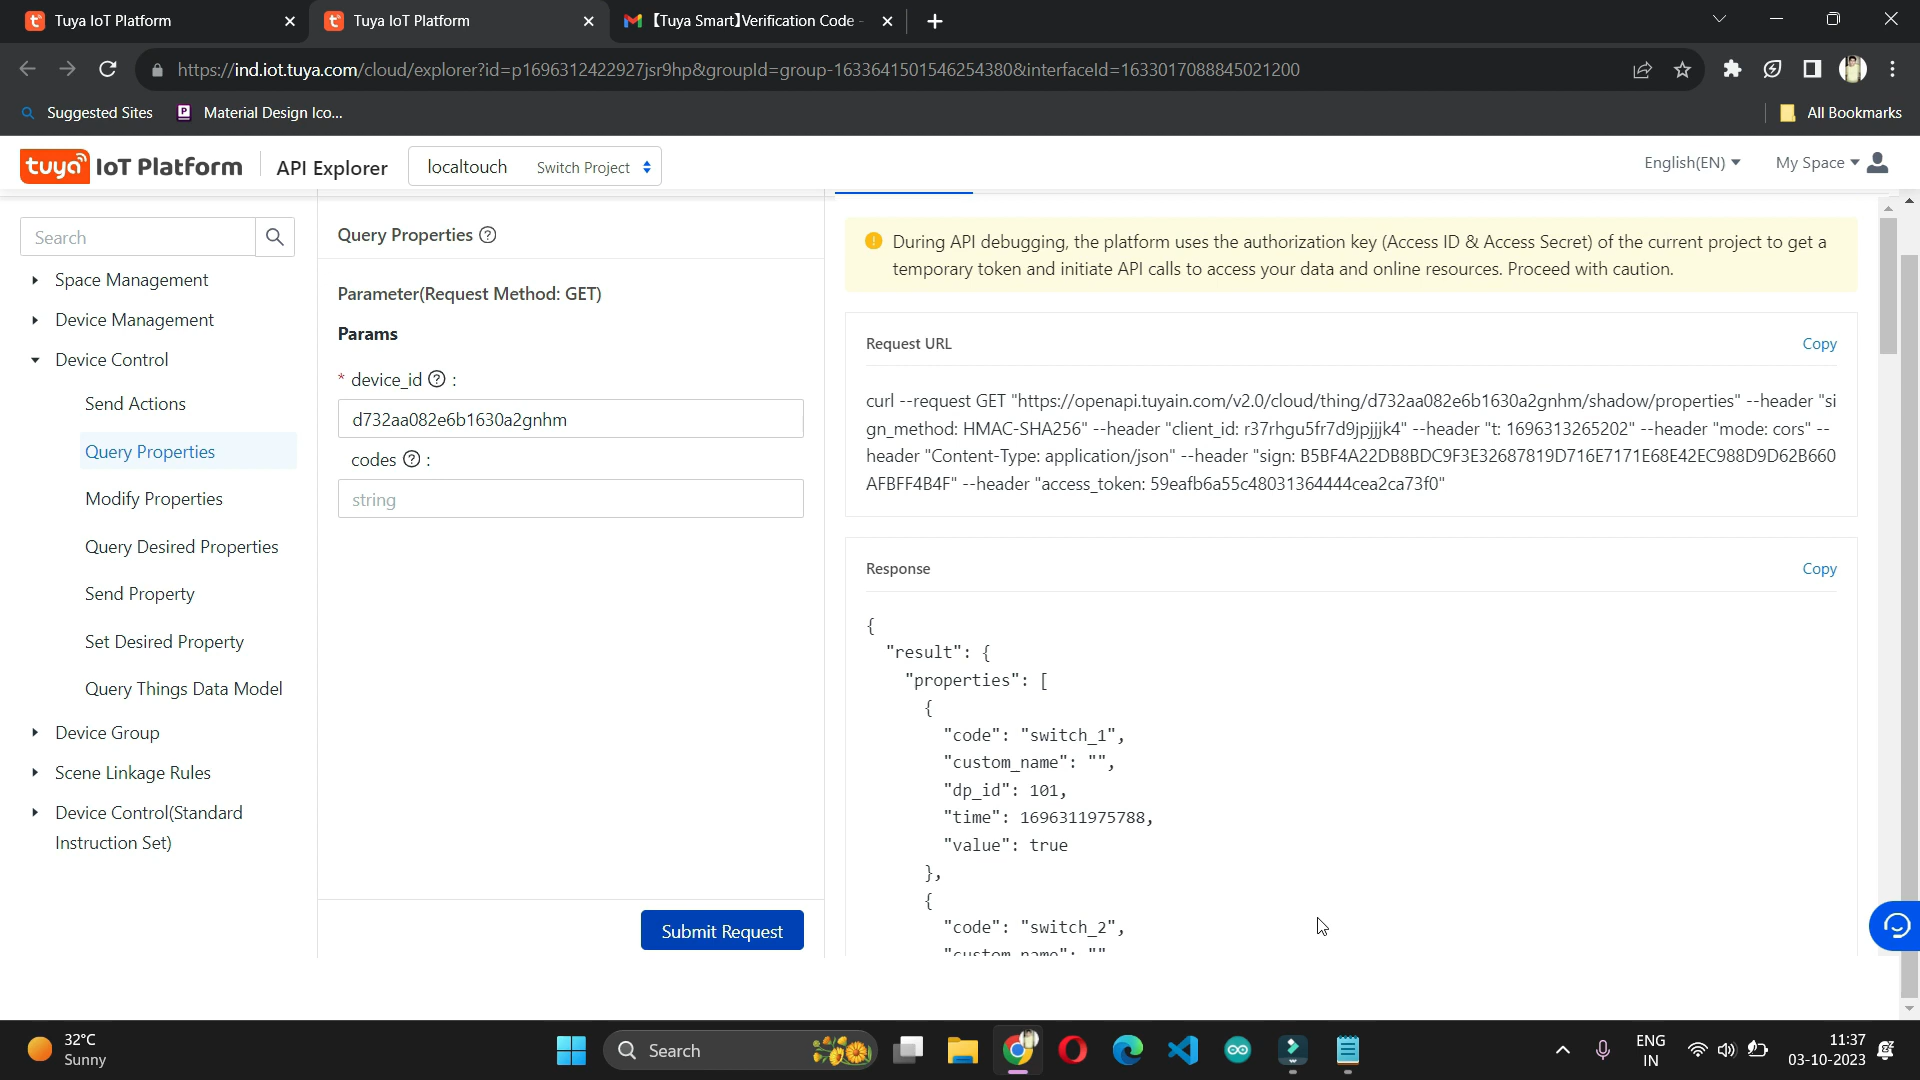 Tuya IoT Platform
Tuya IoT Platform
【Tuya Smart】Verification Code -
https://ind.iot.tuya.com/cloud/explorer?id=p1696312422927jsr9hp&groupId=group-1633641501546254380&interfaceId=1633017088845021200
Suggested Sites
Material Design Ico...
All Bookmarks
tuya IoT Platform
API Explorer
localtouch
Switch Project
English(EN)
My Space
Search
Space Management
Device Management
Device Control
Send Actions
Query Properties
Modify Properties
Query Desired Properties
Send Property
Set Desired Property
Query Things Data Model
Device Group
Scene Linkage Rules
Device Control(Standard
Instruction Set)
Query Properties ?
Parameter(Request Method: GET)
Params
* device_id ? :
d732aa082e6b1630a2gnhm
codes ? :
string
Submit Request
During API debugging, the platform uses the authorization key (Access ID & Access Secret) of the current project to get a
temporary token and initiate API calls to access your data and online resources. Proceed with caution.
Request URL
Copy
curl --request GET "https://openapi.tuyain.com/v2.0/cloud/thing/d732aa082e6b1630a2gnhm/shadow/properties" --header "si
gn_method: HMAC-SHA256" --header "client_id: r37rhgu5fr7d9jpjjjk4" --header "t: 1696313265202" --header "mode: cors" --
header "Content-Type: application/json" --header "sign: B5BF4A22DB8BDC9F3E32687819D716E7171E68E42EC988D9D62B660
AFBFF4B4F" --header "access_token: 59eafb6a55c48031364444cea2ca73f0"
Response
Copy
{
"result": {
"properties": [
{
"code": "switch_1",
"custom_name": "",
"dp_id": 101,
"time": 1696311975788,
"value": true
},
{
"code": "switch_2",
"custom_name": ""
32°C
Sunny
Search
ENG
IN
11:37
03-10-2023